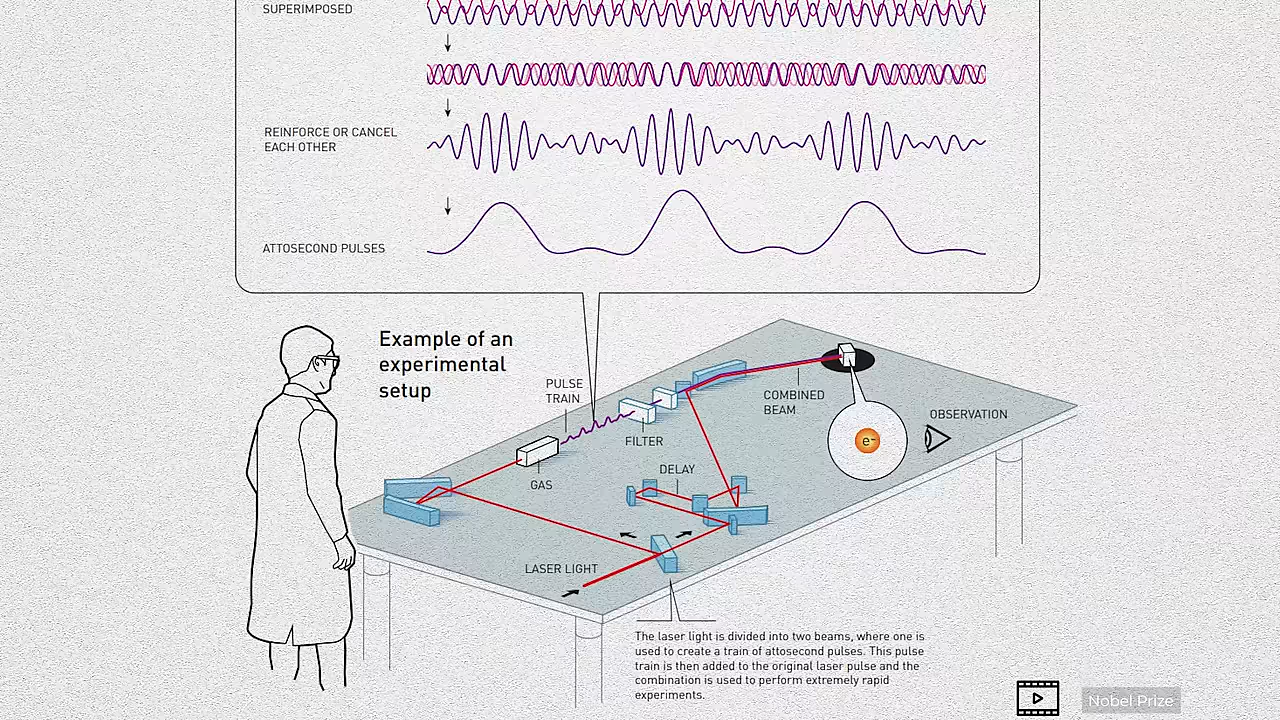 SUPERIMPOSED
REINFORCE OR CANCEL
EACH OTHER
ATTOSECOND PULSES
Example of an
experimental
setup
PULSE
TRAIN
COMBINED
BEAM
OBSERVATION
FILTER
e-
DELAY
GAS
LASER LIGHT
The laser light is divided into two beams, where one is
used to create a train of attosecond pulses. This pulse
train is then added to the original laser pulse and the
combination is used to perform extremely rapid
experiments.
Nobel Prize